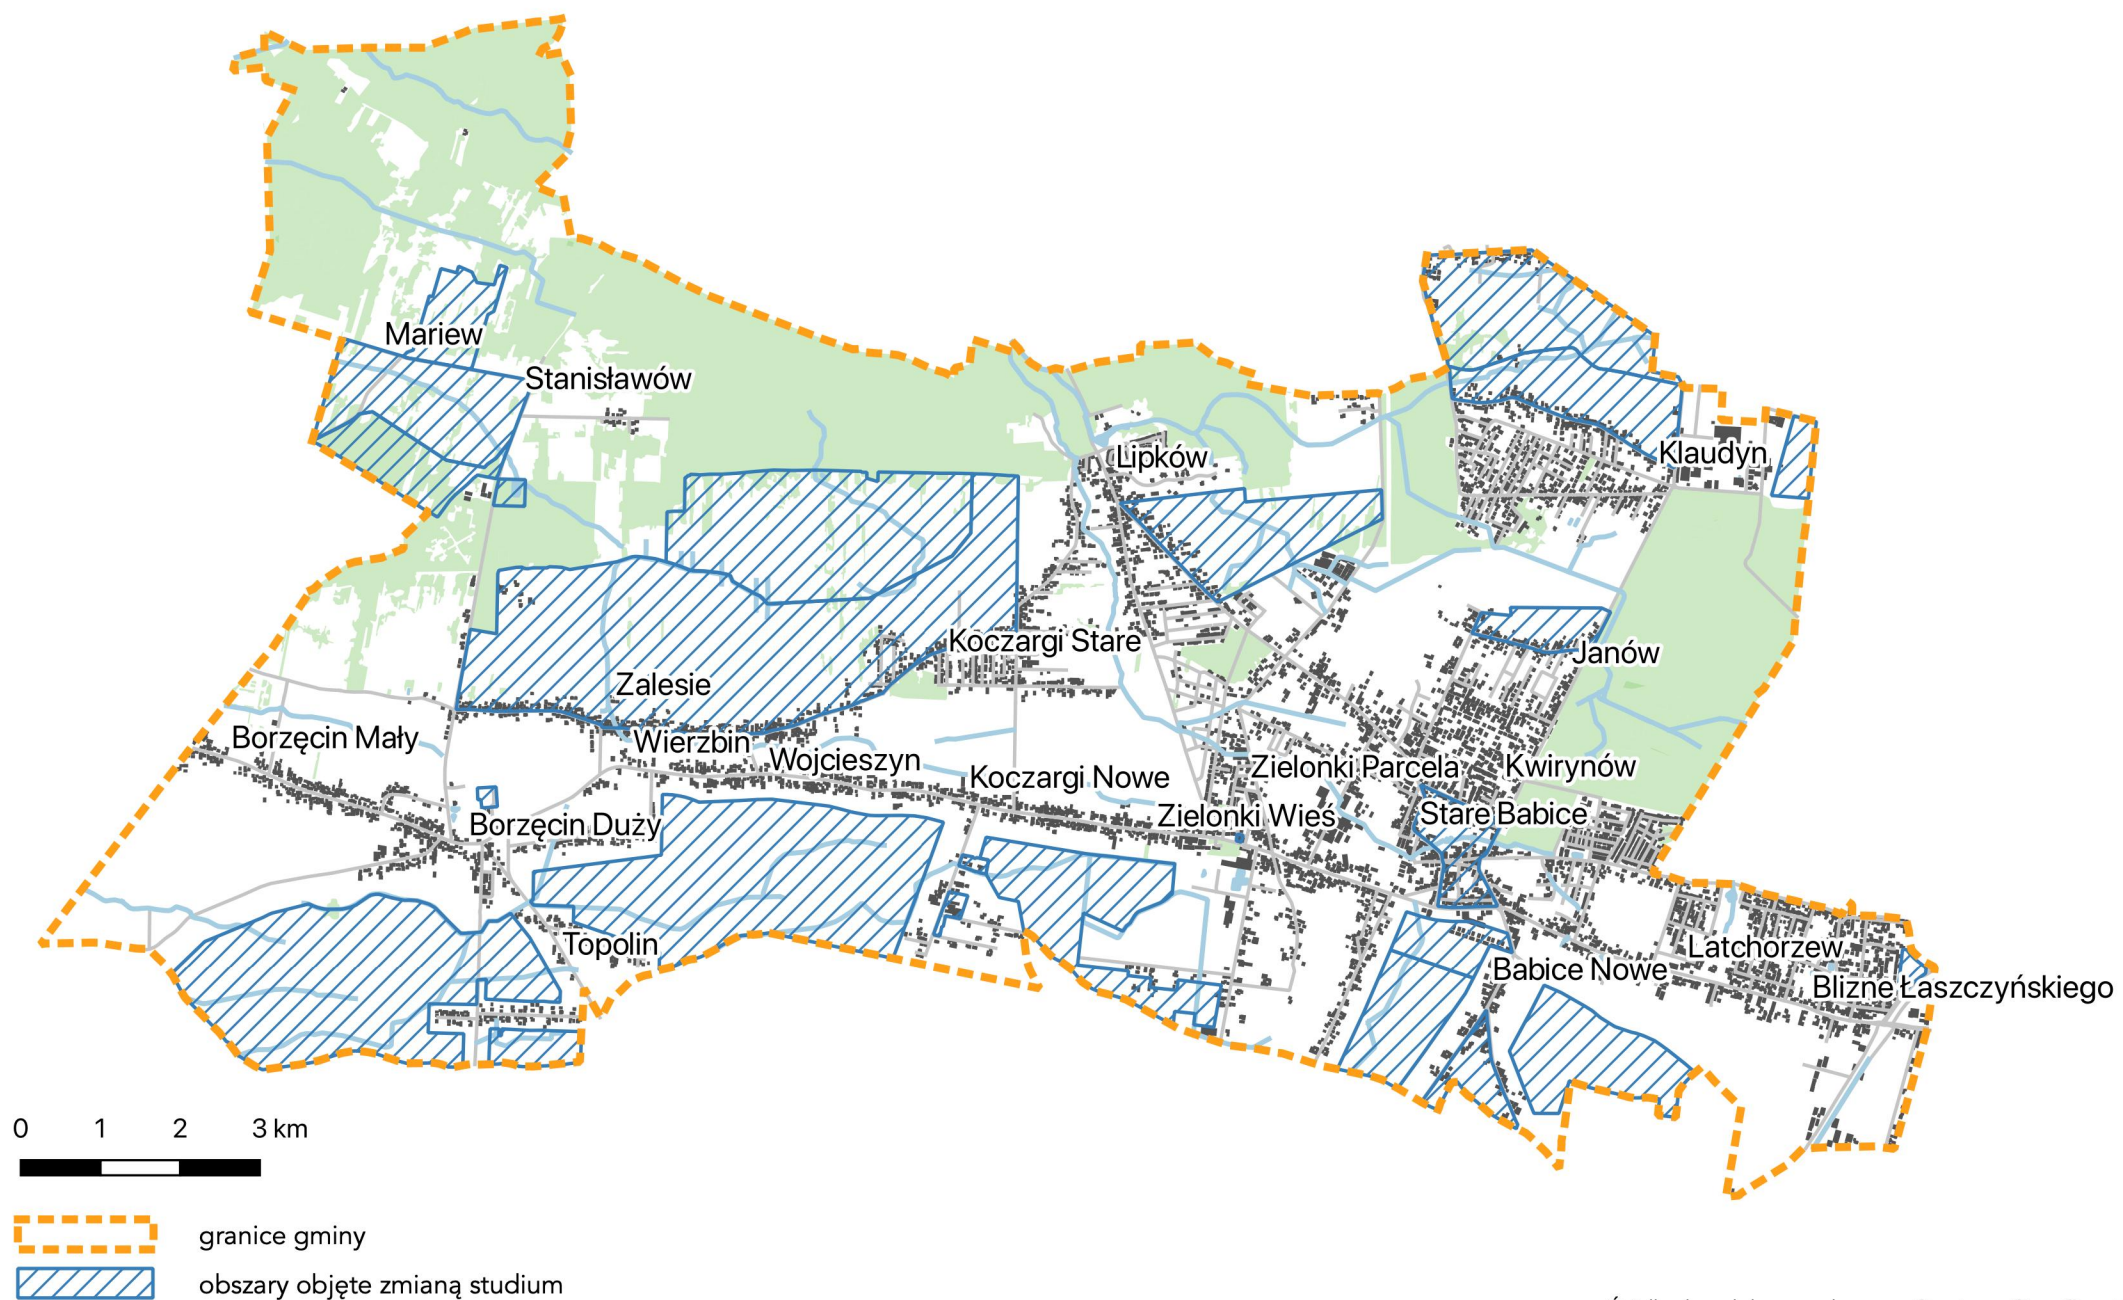 Mariew
Stanisławów
Lipków
Klaudyn
Koczargi Stare
Janów
Zalesie
Borzęcin Mały
Wierzbin
Wojcieszyn
Koczargi Nowe
Zielonki Parcela
Kwirynów
Borzęcin Duży
Zielonki Wieś
Stare Babice
Topolin
Latchorzew
Babice Nowe
Blizne Łaszczyńskiego
0 1 2 3 km
granice gminy
obszary objęte zmianą studium